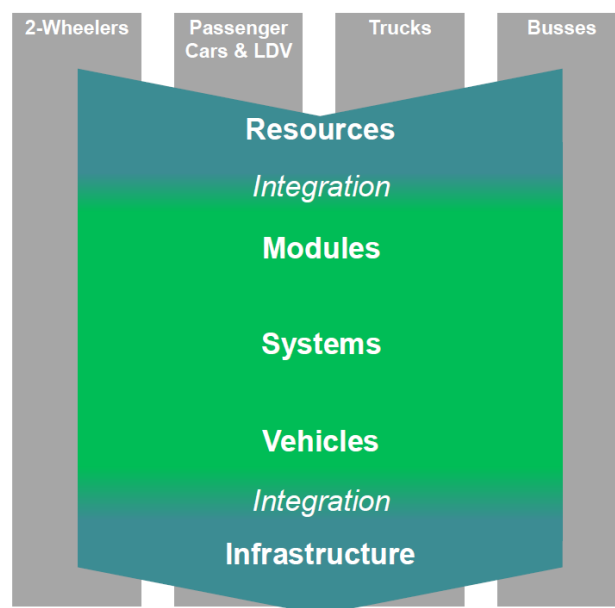 2-Wheelers
Passenger
Cars & LDV
Trucks
Busses
Resources
Integration
Modules
Systems
Vehicles
Integration
Infrastructure